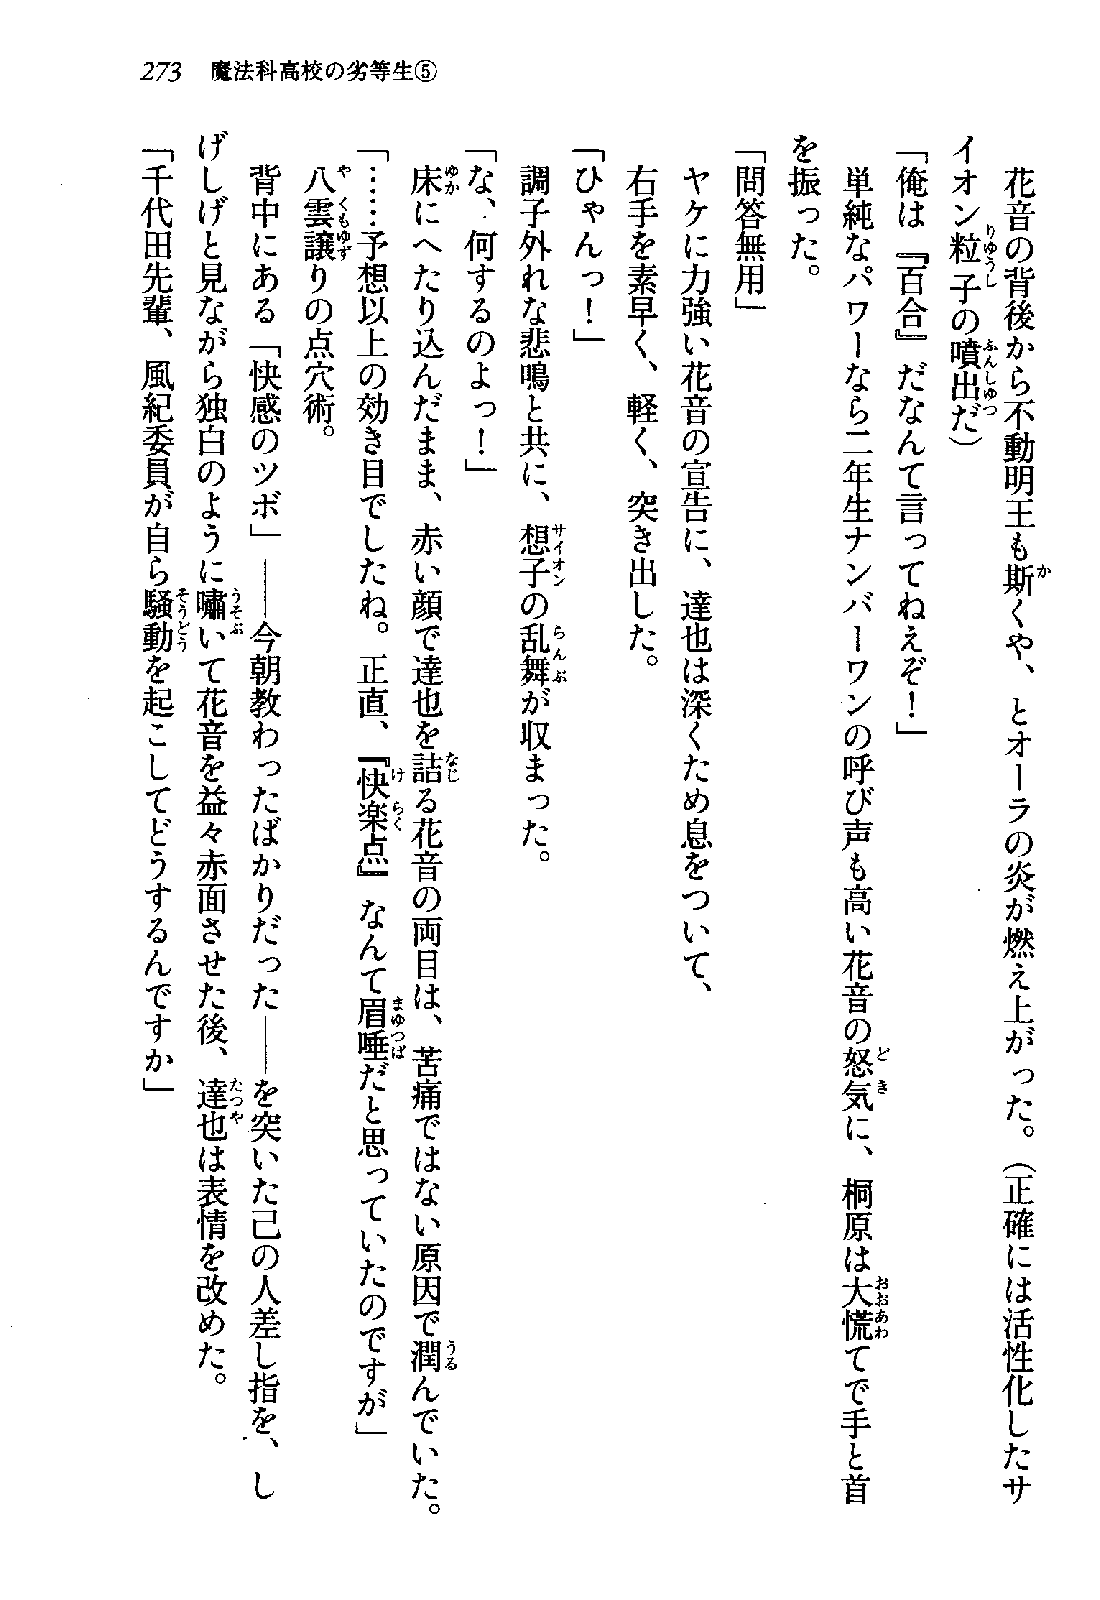 273 魔法科高校の劣等生⑤
花音の背後から不動明王も斯くや、とオーラの炎が燃え上がった。（正確には活性化したサ
イオン粒子の噴出だ）
「俺は『百合』だなんて言ってねえぞ！」
単純なパワーなら二年生ナンバーワンの呼び声も高い花音の怒気に、桐原は大慌てで手と首
を振った。
「問答無用」
ヤケに力強い花音の宣告に、達也は深くため息をついて、
右手を素早く、軽く、突き出した。
「ひゃんっ！」
調子外れな悲鳴と共に、想子の乱舞が収まった。
「な、何するのよっ！」
床にへたり込んだまま、赤い顔で達也を詰る花音の両目は、苦痛ではない原因で潤んでいた。
「……予想以上の効き目でしたね。正直、『快楽点』なんて眉唾だと思っていたのですが」
八雲譲りの点穴術。
背中にある「快感のツボ」――今朝教わったばかりだった――を突いた己の人差し指を、し
げしげと見ながら独白のように嘯いて花音を益々赤面させた後、達也は表情を改めた。
「千代田先輩、風紀委員が自ら騒動を起こしてどうするんですか」